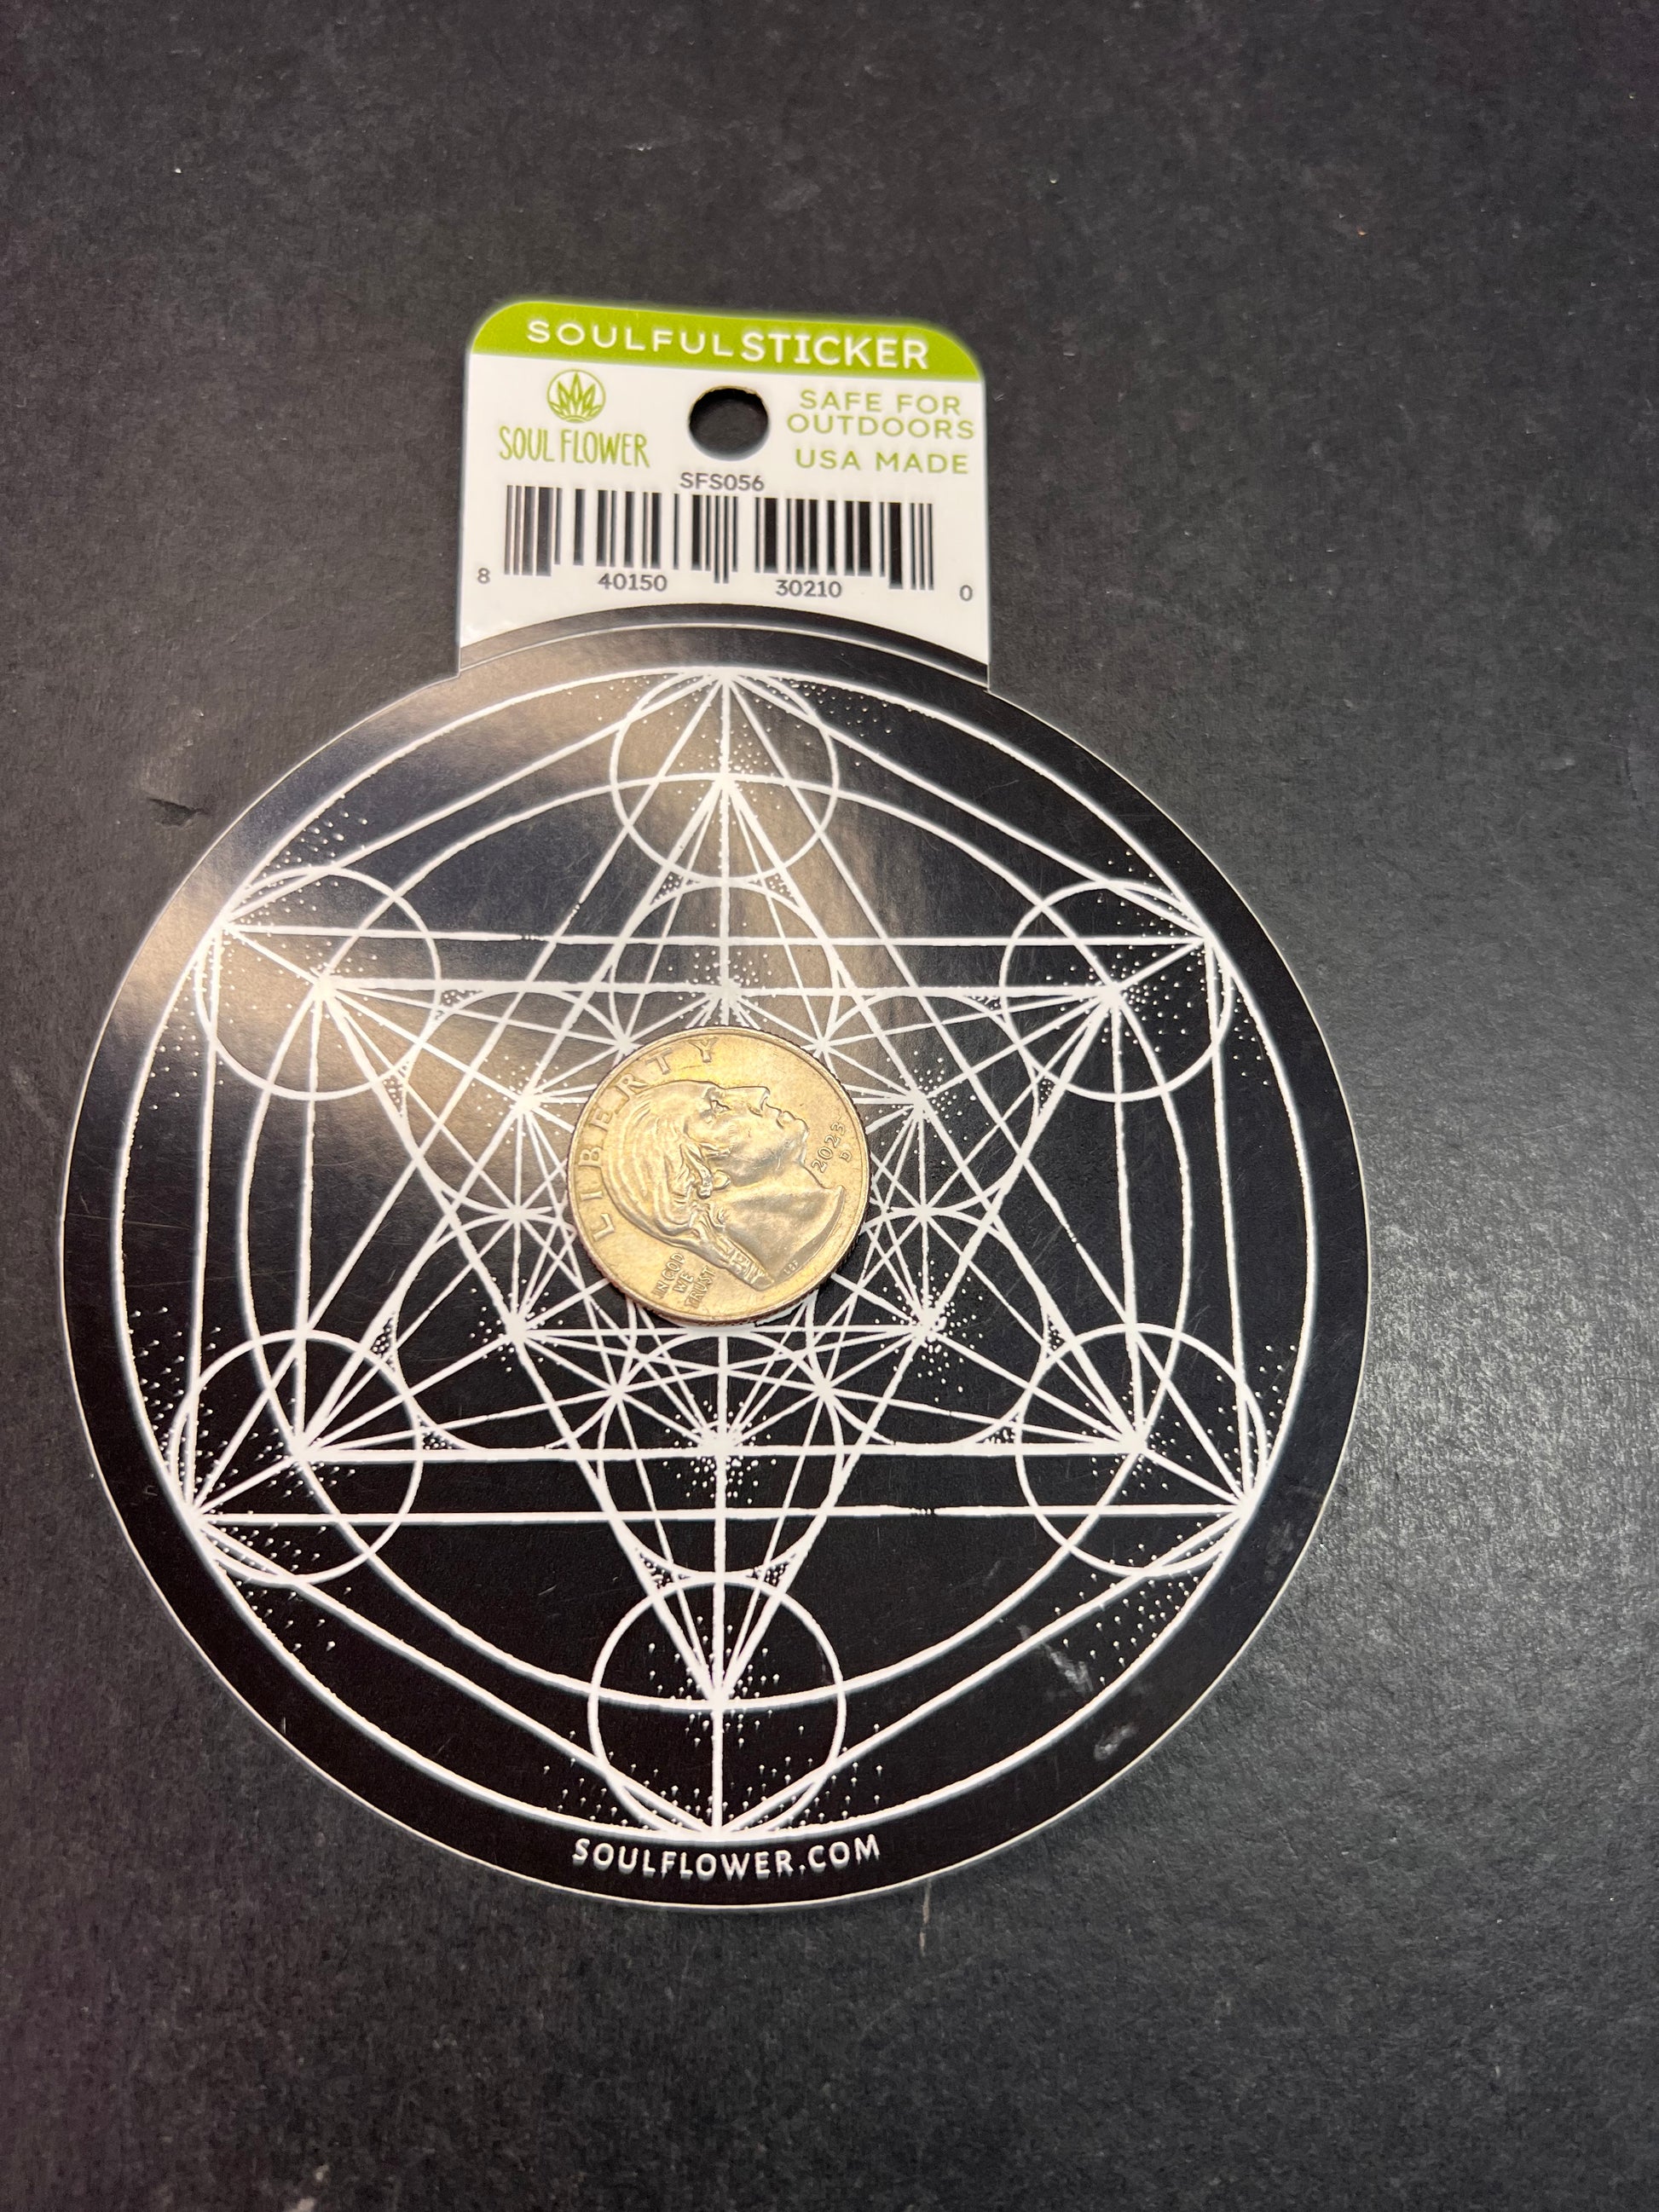 SOULFULSTICKER
SOUL FLOWER
SAFE FOR
OUTDOORS
USA MADE
SFS056
8 40150 30210 0
LIBERTY
2023
D
IN GOD
WE
TRUST
SOULFLOWER.COM